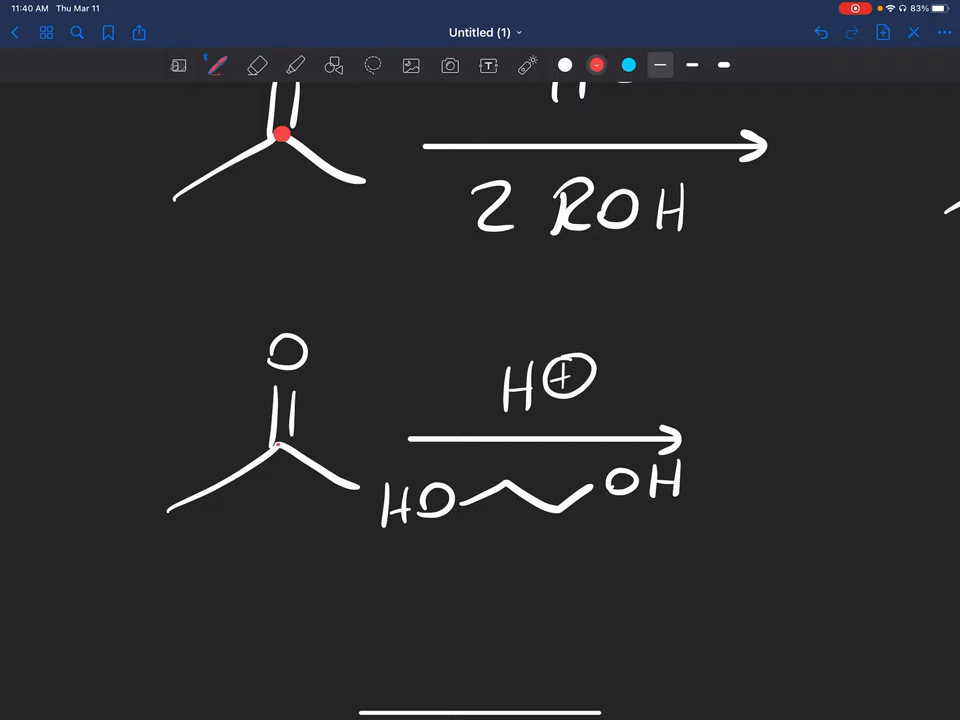 11:40 AM Thu Mar 11
83%
Untitled (1)
2 ROH
O
H+
HO
OH